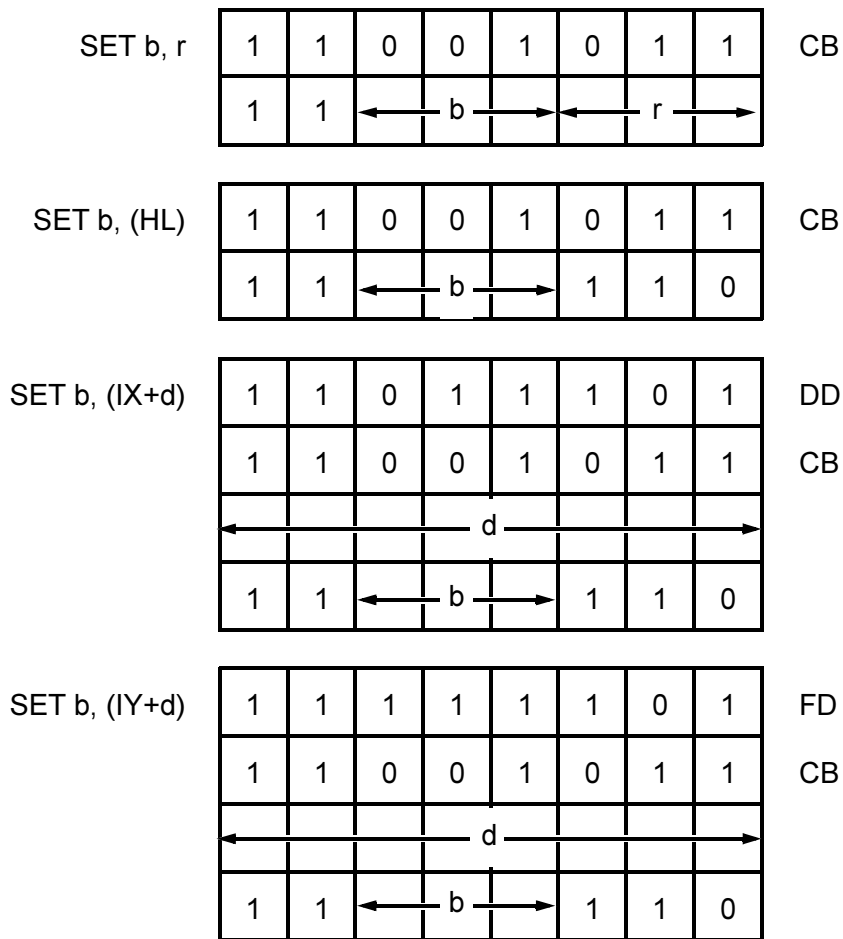 SET b, r 1 1 0 0 1 0 1 1 CB
1 1 b r
SET b, (HL) 1 1 0 0 1 0 1 1 CB
1 1 b 1 1 0
SET b, (IX+d) 1 1 0 1 1 1 0 1 DD
1 1 0 0 1 0 1 1 CB
d
1 1 b 1 1 0
SET b, (IY+d) 1 1 1 1 1 1 0 1 FD
1 1 0 0 1 0 1 1 CB
d
1 1 b 1 1 0